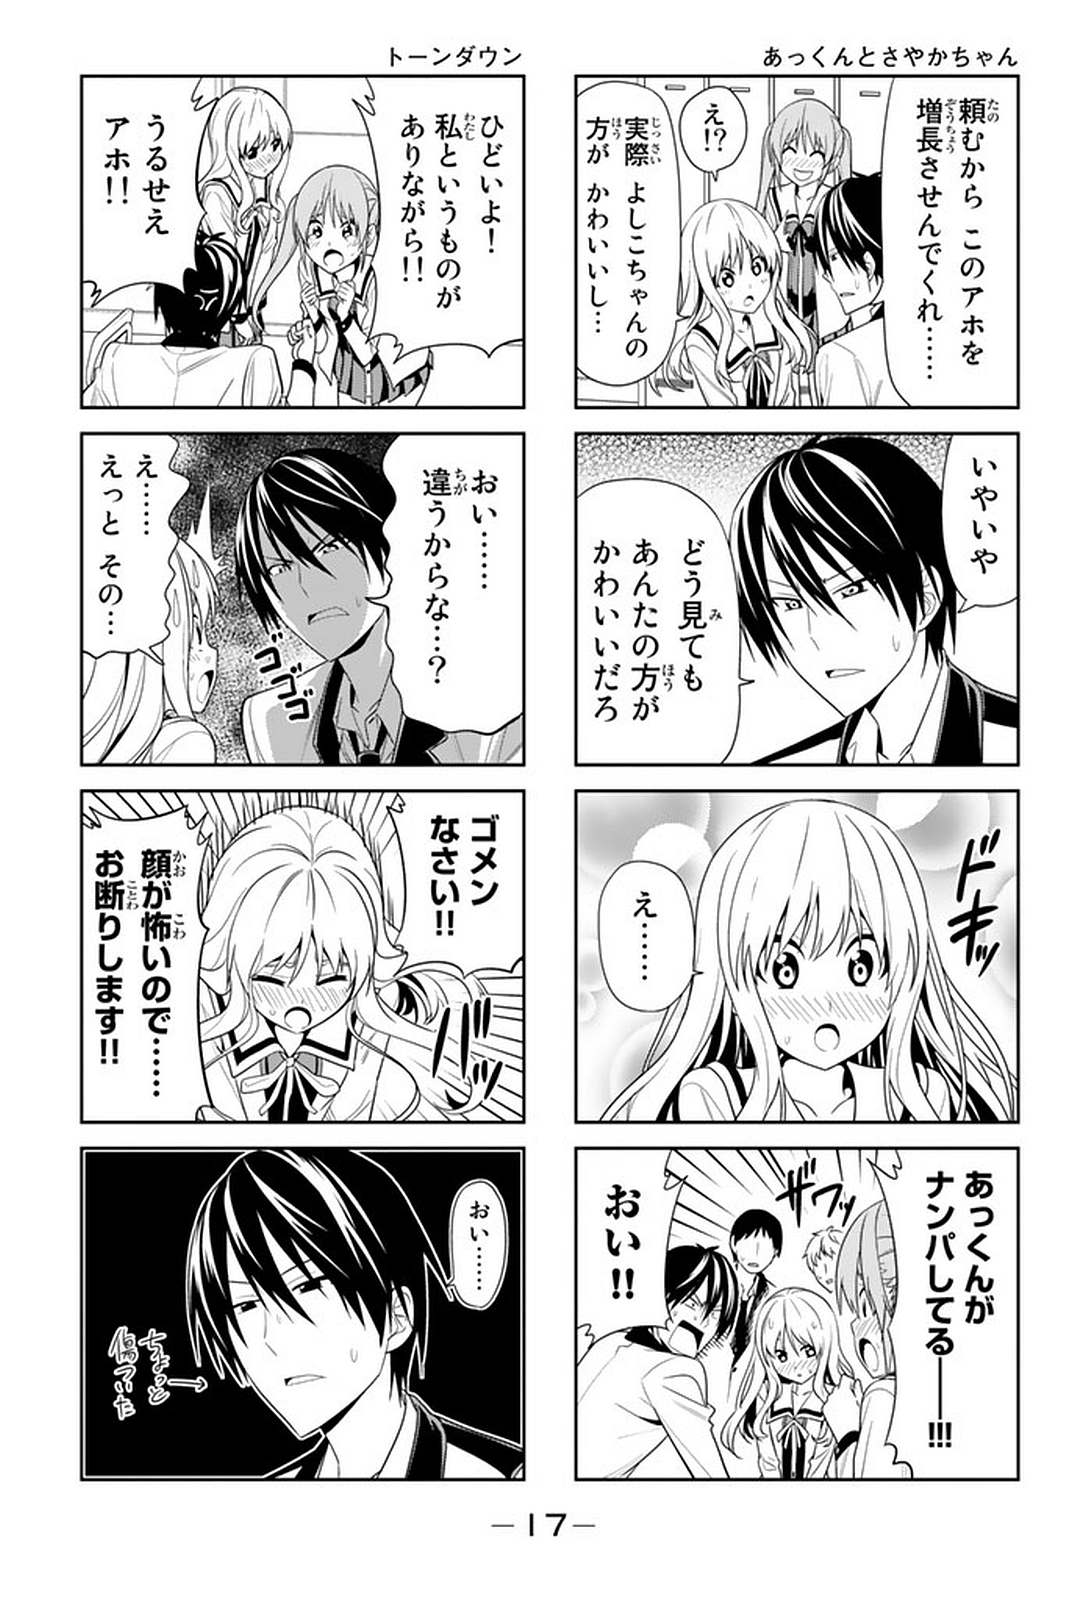 あっくんとさやかちゃん
頼むから このアホを
増長させんでくれ……
え!?
実際 よしこちゃんの
方が かわいいし…
いやいや
どう見ても
あんたの方が
かわいいだろ
ドキッ
え……
あっくんが
ナンパしてる――!!!
ザワッ
おい!!
トーンダウン
ひどいよ!
私というものが
ありながら!!
うるせえ
アホ!!
おい……
違うからな…?
ゴゴゴ
え……
えっと その…
ゴメン
なさい!!
バッ
顔が怖いので……
お断りします!!
おい……
ちょっと
傷ついた
―17―